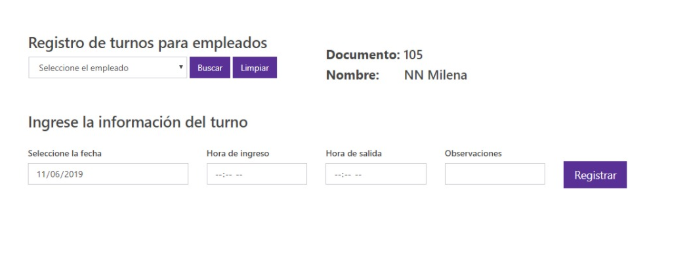 Registro de turnos para empleados
Seleccione el empleado Buscar Limpiar
Documento: 105
Nombre: NN Milena
Ingrese la información del turno
Seleccione la fecha Hora de ingreso Hora de salida Observaciones
11/06/2019 --:-- -- --:-- -- Registrar